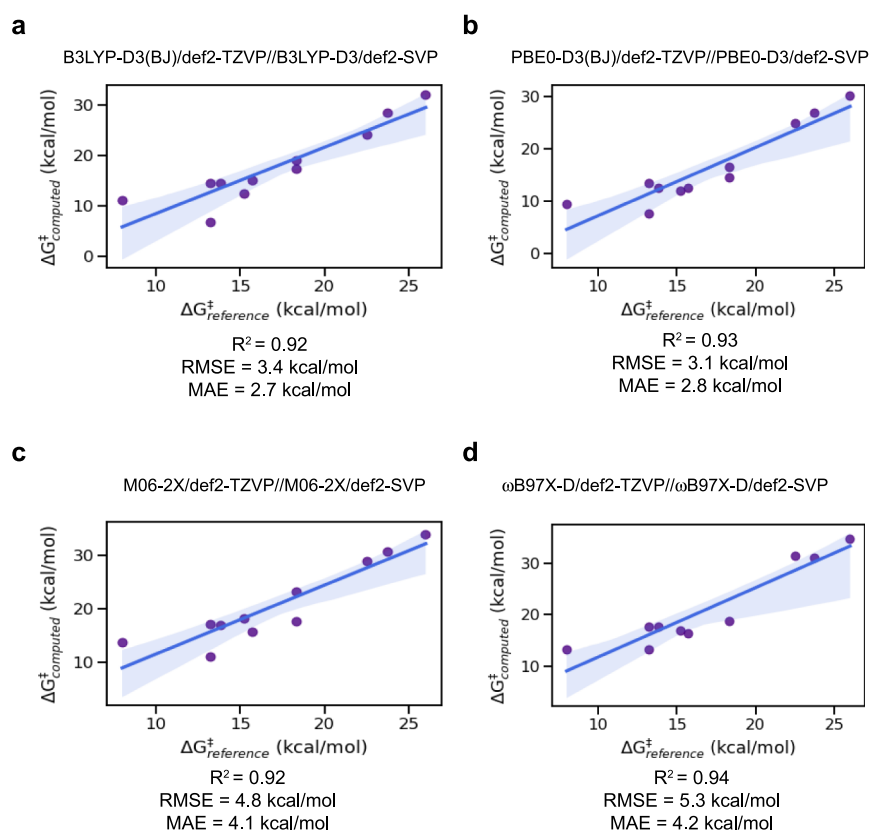 a
B3LYP-D3(BJ)/def2-TZVP//B3LYP-D3/def2-SVP
30
20
10
0
ΔG‡computed (kcal/mol)
10 15 20 25
ΔG‡reference (kcal/mol)
R² = 0.92
RMSE = 3.4 kcal/mol
MAE = 2.7 kcal/mol
b
PBE0-D3(BJ)/def2-TZVP//PBE0-D3/def2-SVP
30
20
10
0
ΔG‡computed (kcal/mol)
10 15 20 25
ΔG‡reference (kcal/mol)
R² = 0.93
RMSE = 3.1 kcal/mol
MAE = 2.8 kcal/mol
c
M06-2X/def2-TZVP//M06-2X/def2-SVP
30
20
10
ΔG‡computed (kcal/mol)
10 15 20 25
ΔG‡reference (kcal/mol)
R² = 0.92
RMSE = 4.8 kcal/mol
MAE = 4.1 kcal/mol
d
ωB97X-D/def2-TZVP//ωB97X-D/def2-SVP
30
20
10
ΔG‡computed (kcal/mol)
10 15 20 25
ΔG‡reference (kcal/mol)
R² = 0.94
RMSE = 5.3 kcal/mol
MAE = 4.2 kcal/mol